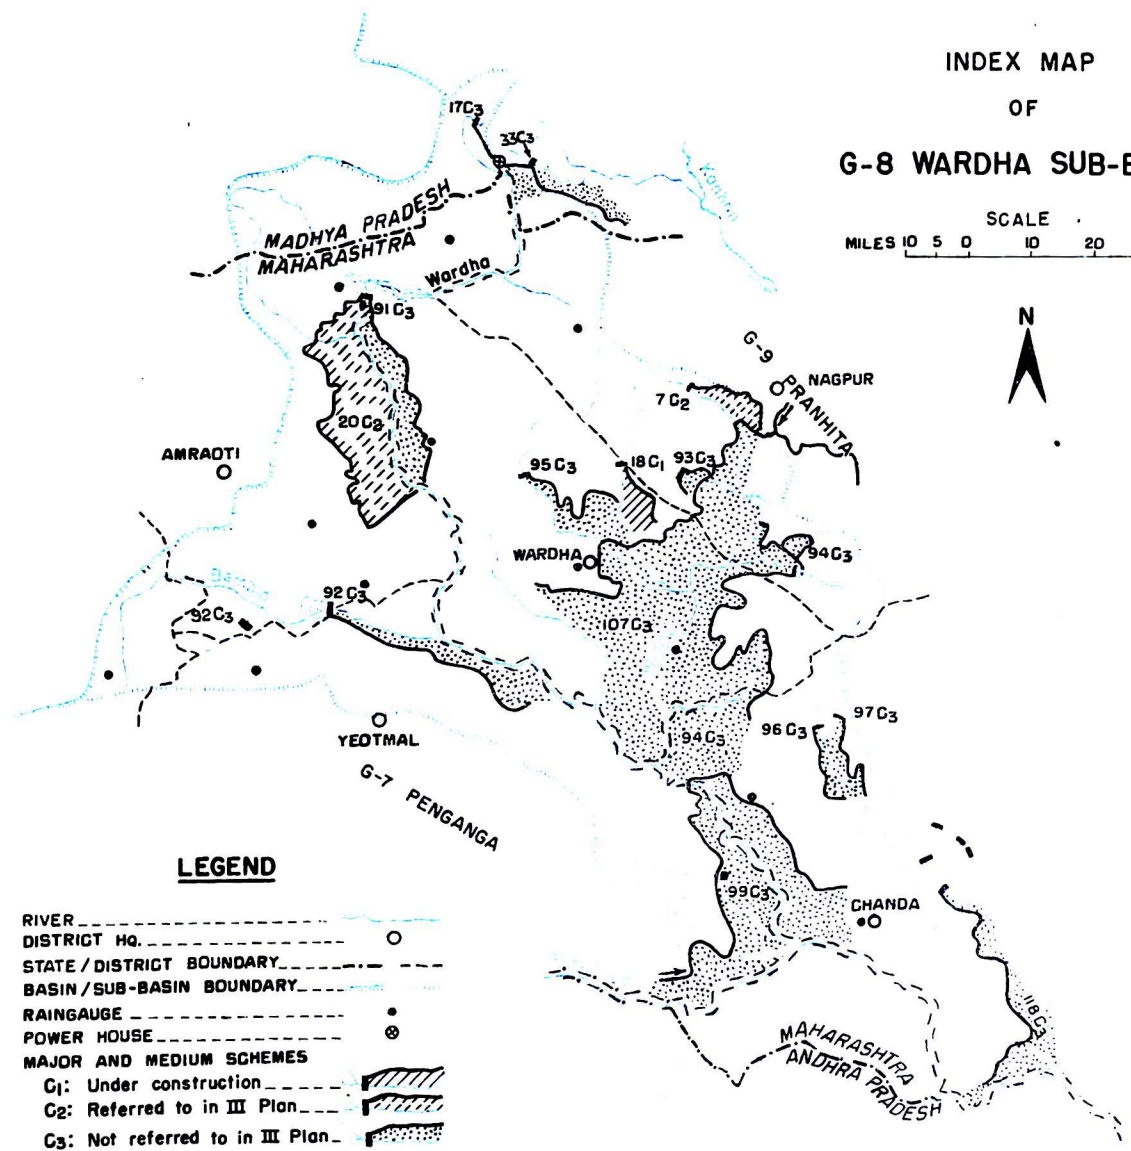 INDEX MAP
OF
G-8 WARDHA SUB-B
SCALE
MILES 10 5 0 10 20
N
17C3
33C3
MADHYA PRADESH
MAHARASHTRA
Wardha
91C3
20C2
G-9 PRANHITA
NAGPUR
7C2
AMRAOTI
95C3
18C1
93C3
WARDHA
94C3
92C3
92C3
107C3
YEOTMAL
94C3
96C3
97C3
G-7 PENGANGA
99C3
CHANDA
118C3
MAHARASHTRA
ANDHRA PRADESH
LEGEND
RIVER
DISTRICT HQ.
STATE/DISTRICT BOUNDARY
BASIN/SUB-BASIN BOUNDARY
RAINGAUGE
POWER HOUSE
MAJOR AND MEDIUM SCHEMES
C1: Under construction
C2: Referred to in III Plan
C3: Not referred to in III Plan